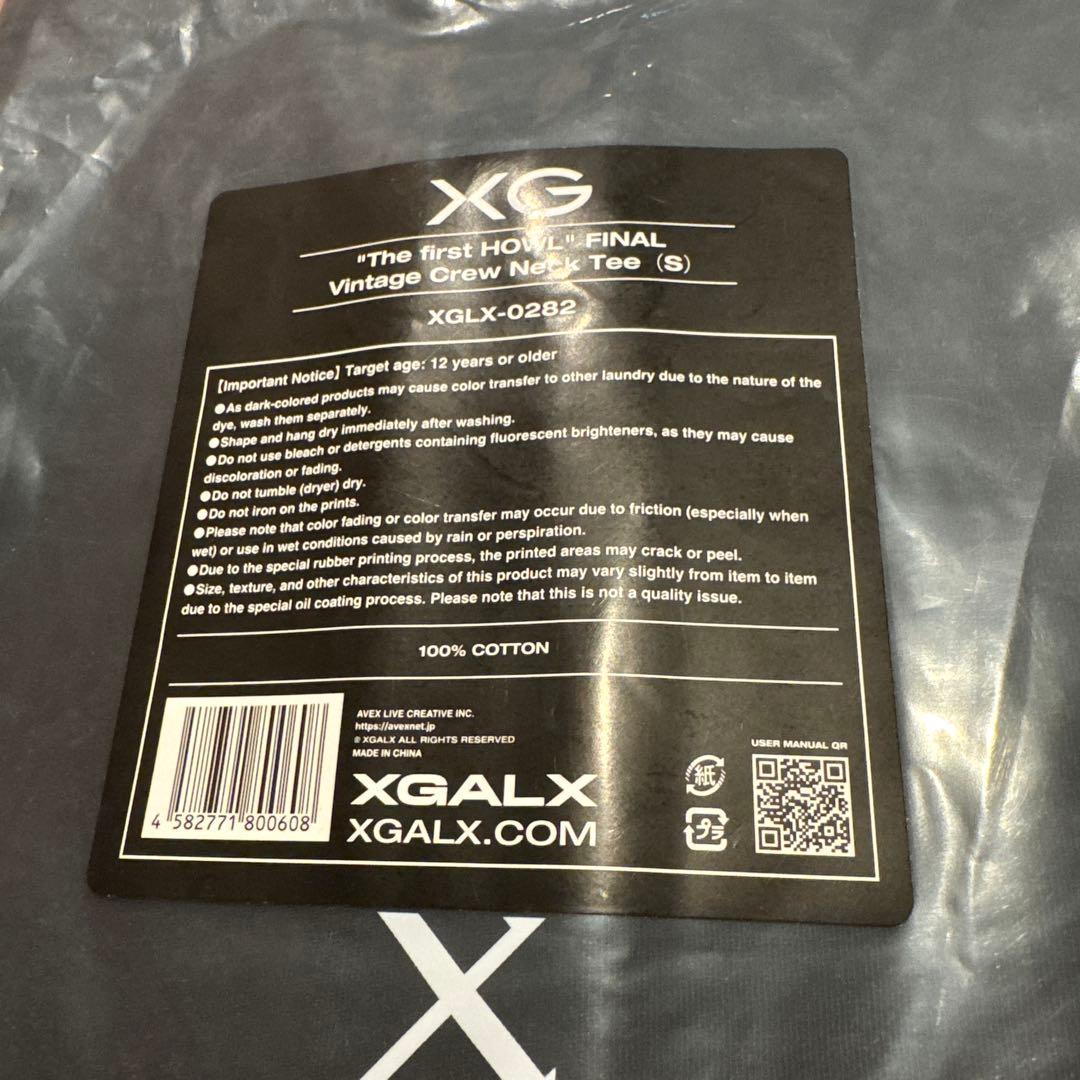 XG
"The first HOWL" FINAL
Vintage Crew Neck Tee (S)
XGLX-0282
【Important Notice】Target age: 12 years or older
●As dark-colored products may cause color transfer to other laundry due to the nature of the
dye, wash them separately.
●Shape and hang dry immediately after washing.
●Do not use bleach or detergents containing fluorescent brighteners, as they may cause
discoloration or fading.
●Do not tumble (dryer) dry.
●Do not iron on the prints.
●Please note that color fading or color transfer may occur due to friction (especially when
wet) or use in wet conditions caused by rain or perspiration.
●Due to the special rubber printing process, the printed areas may crack or peel.
●Size, texture, and other characteristics of this product may vary slightly from item to item
due to the special oil coating process. Please note that this is not a quality issue.
100% COTTON
4 582771 800608
AVEX LIVE CREATIVE INC.
https://avexnet.jp
© XGALX ALL RIGHTS RESERVED
MADE IN CHINA
XGALX
XGALX.COM
紙
プラ
USER MANUAL QR
X